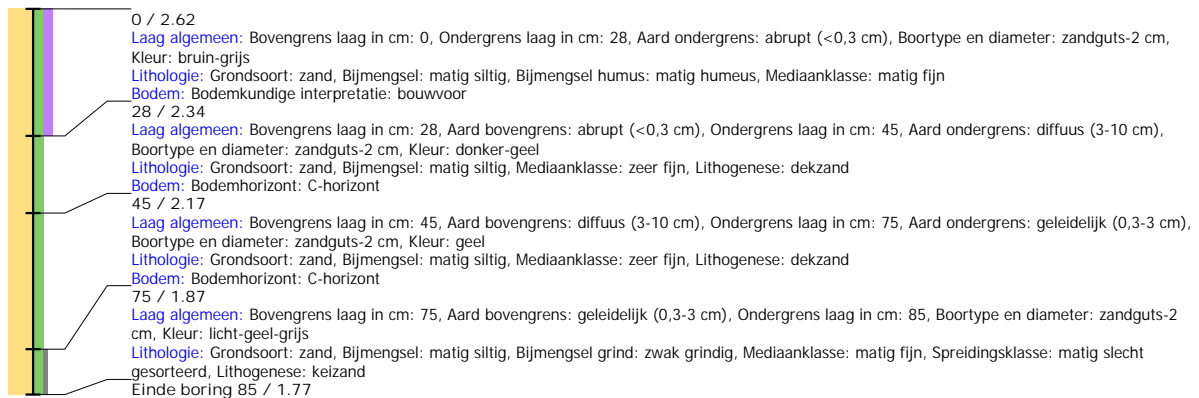 0 / 2.62
Laag algemeen: Bovengrens laag in cm: 0, Ondergrens laag in cm: 28, Aard ondergrens: abrupt (<0,3 cm), Boortype en diameter: zandguts-2 cm,
Kleur: bruin-grijs
Lithologie: Grondsoort: zand, Bijmengsel: matig siltig, Bijmengsel humus: matig humeus, Mediaanklasse: matig fijn
Bodem: Bodemkundige interpretatie: bouwvoor
28 / 2.34
Laag algemeen: Bovengrens laag in cm: 28, Aard bovengrens: abrupt (<0,3 cm), Ondergrens laag in cm: 45, Aard ondergrens: diffuus (3-10 cm),
Boortype en diameter: zandguts-2 cm, Kleur: donker-geel
Lithologie: Grondsoort: zand, Bijmengsel: matig siltig, Mediaanklasse: zeer fijn, Lithogenese: dekzand
Bodem: Bodemhorizont: C-horizont
45 / 2.17
Laag algemeen: Bovengrens laag in cm: 45, Aard bovengrens: diffuus (3-10 cm), Ondergrens laag in cm: 75, Aard ondergrens: geleidelijk (0,3-3 cm),
Boortype en diameter: zandguts-2 cm, Kleur: geel
Lithologie: Grondsoort: zand, Bijmengsel: matig siltig, Mediaanklasse: zeer fijn, Lithogenese: dekzand
Bodem: Bodemhorizont: C-horizont
75 / 1.87
Laag algemeen: Bovengrens laag in cm: 75, Aard bovengrens: geleidelijk (0,3-3 cm), Ondergrens laag in cm: 85, Boortype en diameter: zandguts-2
cm, Kleur: licht-geel-grijs
Lithologie: Grondsoort: zand, Bijmengsel: matig siltig, Bijmengsel grind: zwak grindig, Mediaanklasse: matig fijn, Spreidingsklasse: matig slecht
gesorteerd, Lithogenese: keizand
Einde boring 85 / 1.77